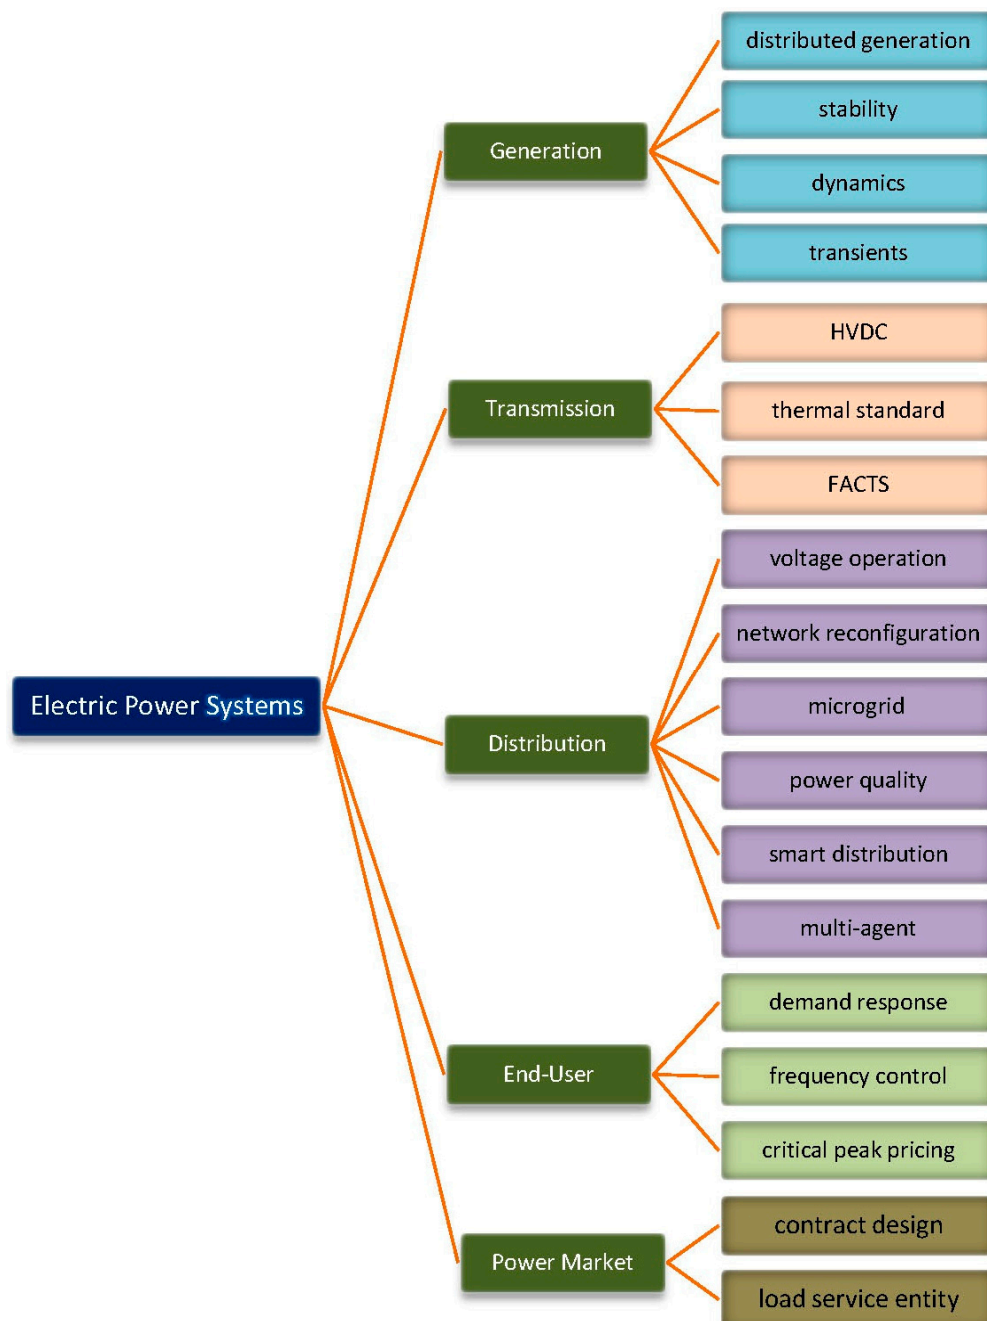 distributed generation
stability
Generation
dynamics
transients
HVDC
Transmission
thermal standard
FACTS
voltage operation
network reconfiguration
Electric Power Systems
microgrid
Distribution
power quality
smart distribution
multi-agent
demand response
End-User
frequency control
critical peak pricing
contract design
Power Market
load service entity